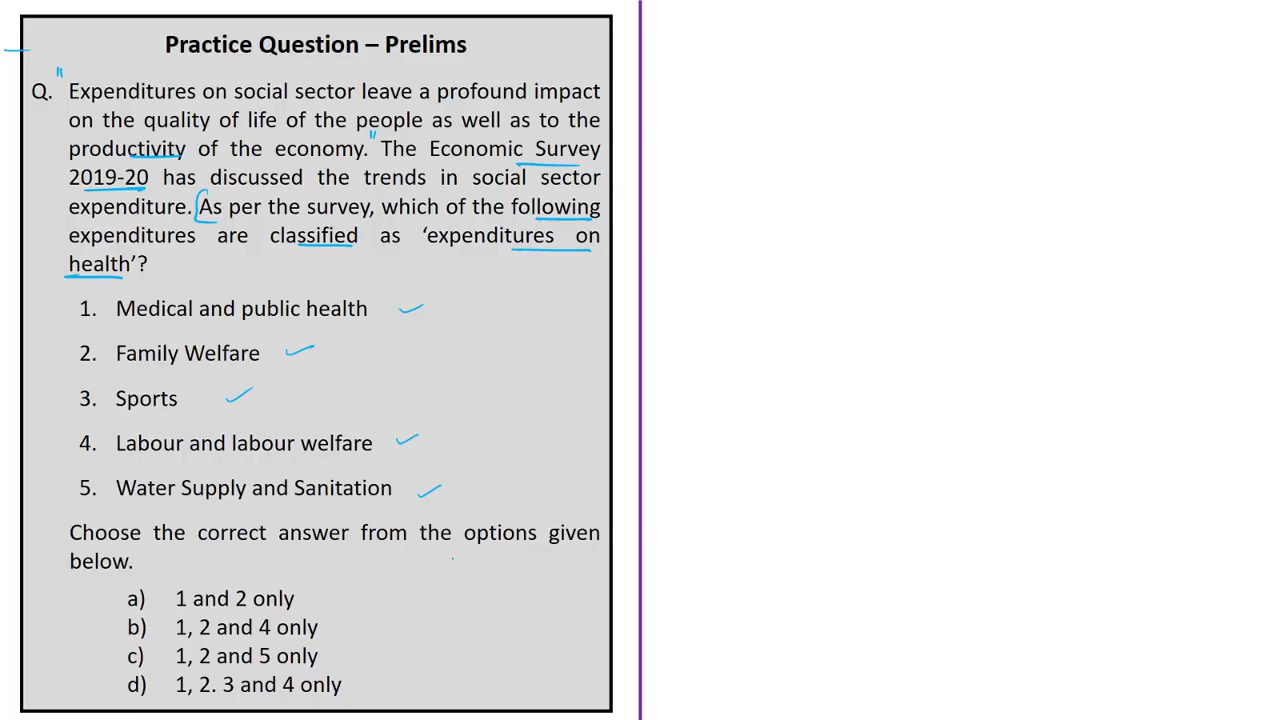 Practice Question – Prelims
Q. "Expenditures on social sector leave a profound impact
on the quality of life of the people as well as to the
productivity of the economy." The Economic Survey
2019-20 has discussed the trends in social sector
expenditure. [As per the survey, which of the following
expenditures are classified as ‘expenditures on
health’?
1. Medical and public health
2. Family Welfare
3. Sports
4. Labour and labour welfare
5. Water Supply and Sanitation
Choose the correct answer from the options given
below.
a) 1 and 2 only
b) 1, 2 and 4 only
c) 1, 2 and 5 only
d) 1, 2. 3 and 4 only